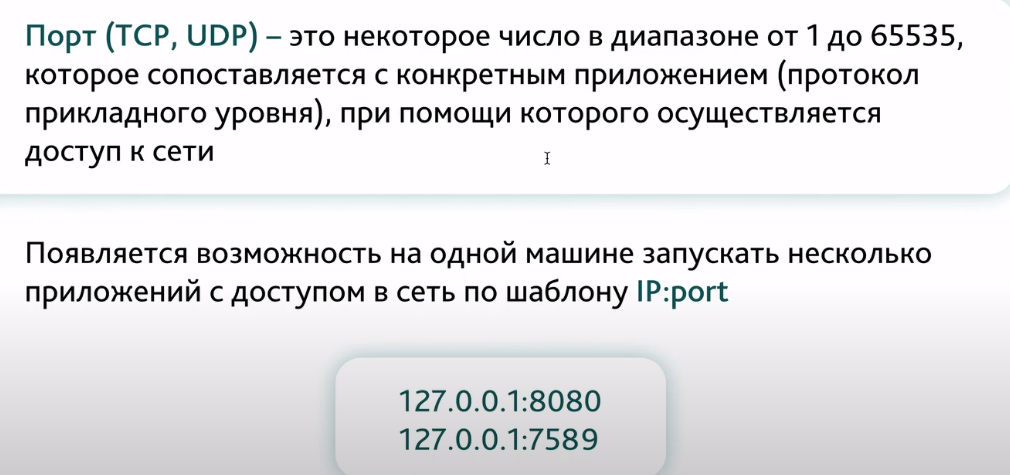 Порт (TCP, UDP) – это некоторое число в диапазоне от 1 до 65535,
которое сопоставляется с конкретным приложением (протокол
прикладного уровня), при помощи которого осуществляется
доступ к сети
Появляется возможность на одной машине запускать несколько
приложений с доступом в сеть по шаблону IP:port
127.0.0.1:8080
127.0.0.1:7589